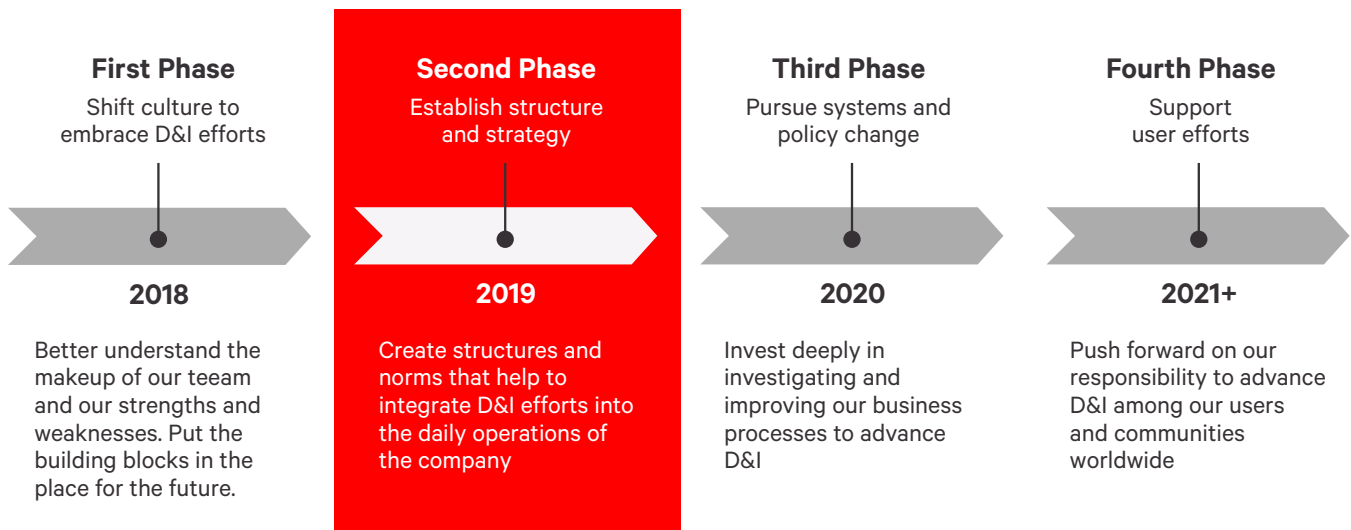 First Phase
Shift culture to
embrace D&I efforts
2018
Better understand the
makeup of our teeam
and our strengths and
weaknesses. Put the
building blocks in the
place for the future.
Second Phase
Establish structure
and strategy
2019
Create structures and
norms that help to
integrate D&I efforts into
the daily operations of
the company
Third Phase
Pursue systems and
policy change
2020
Invest deeply in
investigating and
improving our business
processes to advance
D&I
Fourth Phase
Support
user efforts
2021+
Push forward on our
responsibility to advance
D&I among our users
and communities
worldwide